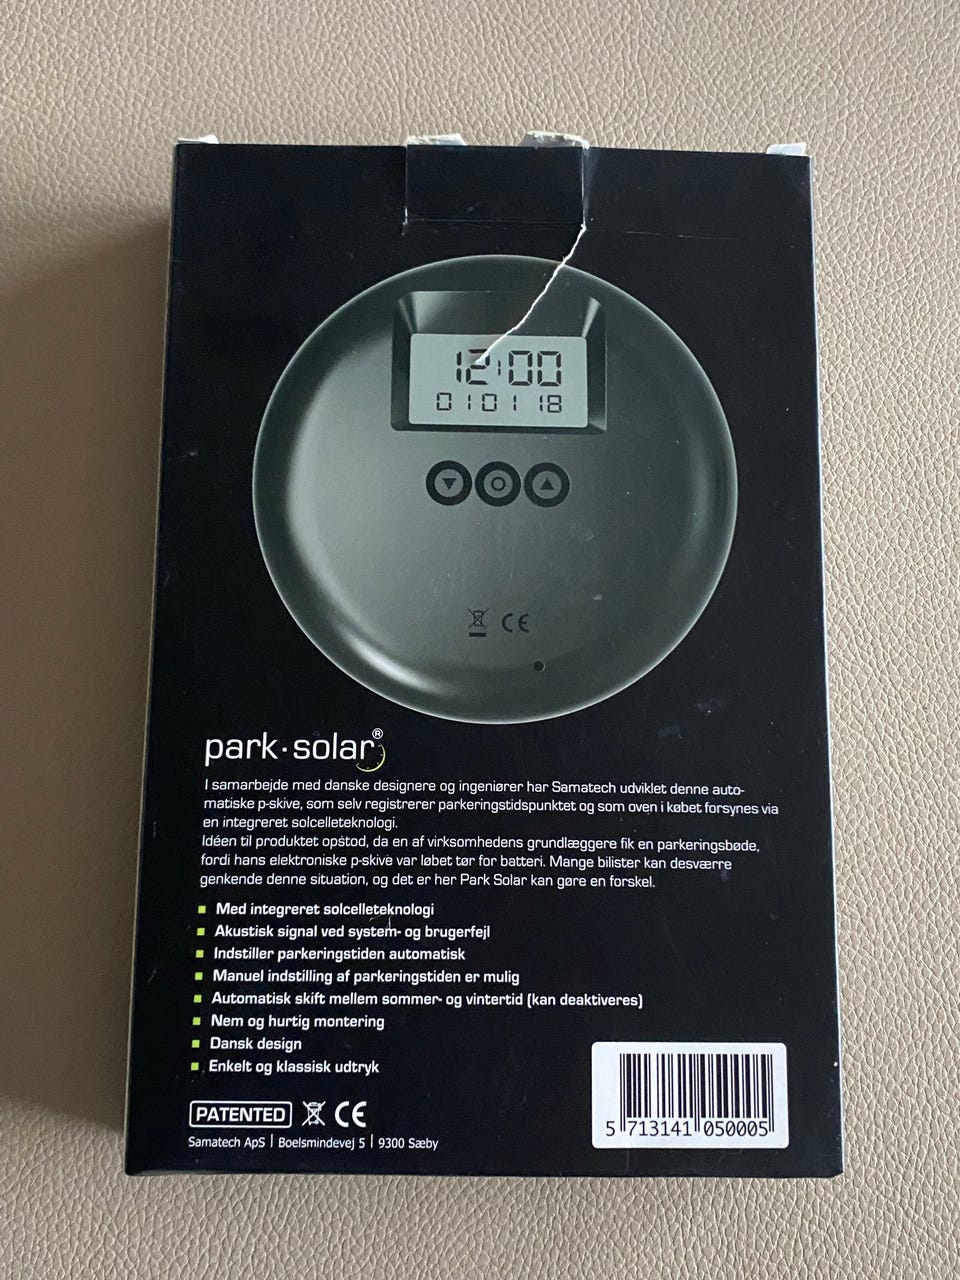 12:00
010118
CE
park·solar®
I samarbejde med danske designere og ingeniører har Samatech udviklet denne auto-
matiske p-skive, som selv registrerer parkeringstidspunktet og som oven i købet forsynes via
en integreret solcelleteknologi.
Idéen til produktet opstod, da en af virksomhedens grundlæggere fik en parkeringsbøde,
fordi hans elektroniske p-skive var løbet tør for batteri. Mange bilister kan desværre
genkende denne situation, og det er her Park Solar kan gøre en forskel.
Med integreret solcelleteknologi
Akustisk signal ved system- og brugerfejl
Indstiller parkeringstiden automatisk
Manuel indstilling af parkeringstiden er mulig
Automatisk skift mellem sommer- og vintertid (kan deaktiveres)
Nem og hurtig montering
Dansk design
Enkelt og klassisk udtryk
PATENTED CE
Samatech ApS | Boelsmindevej 5 | 9300 Sæby
5 713141 050005